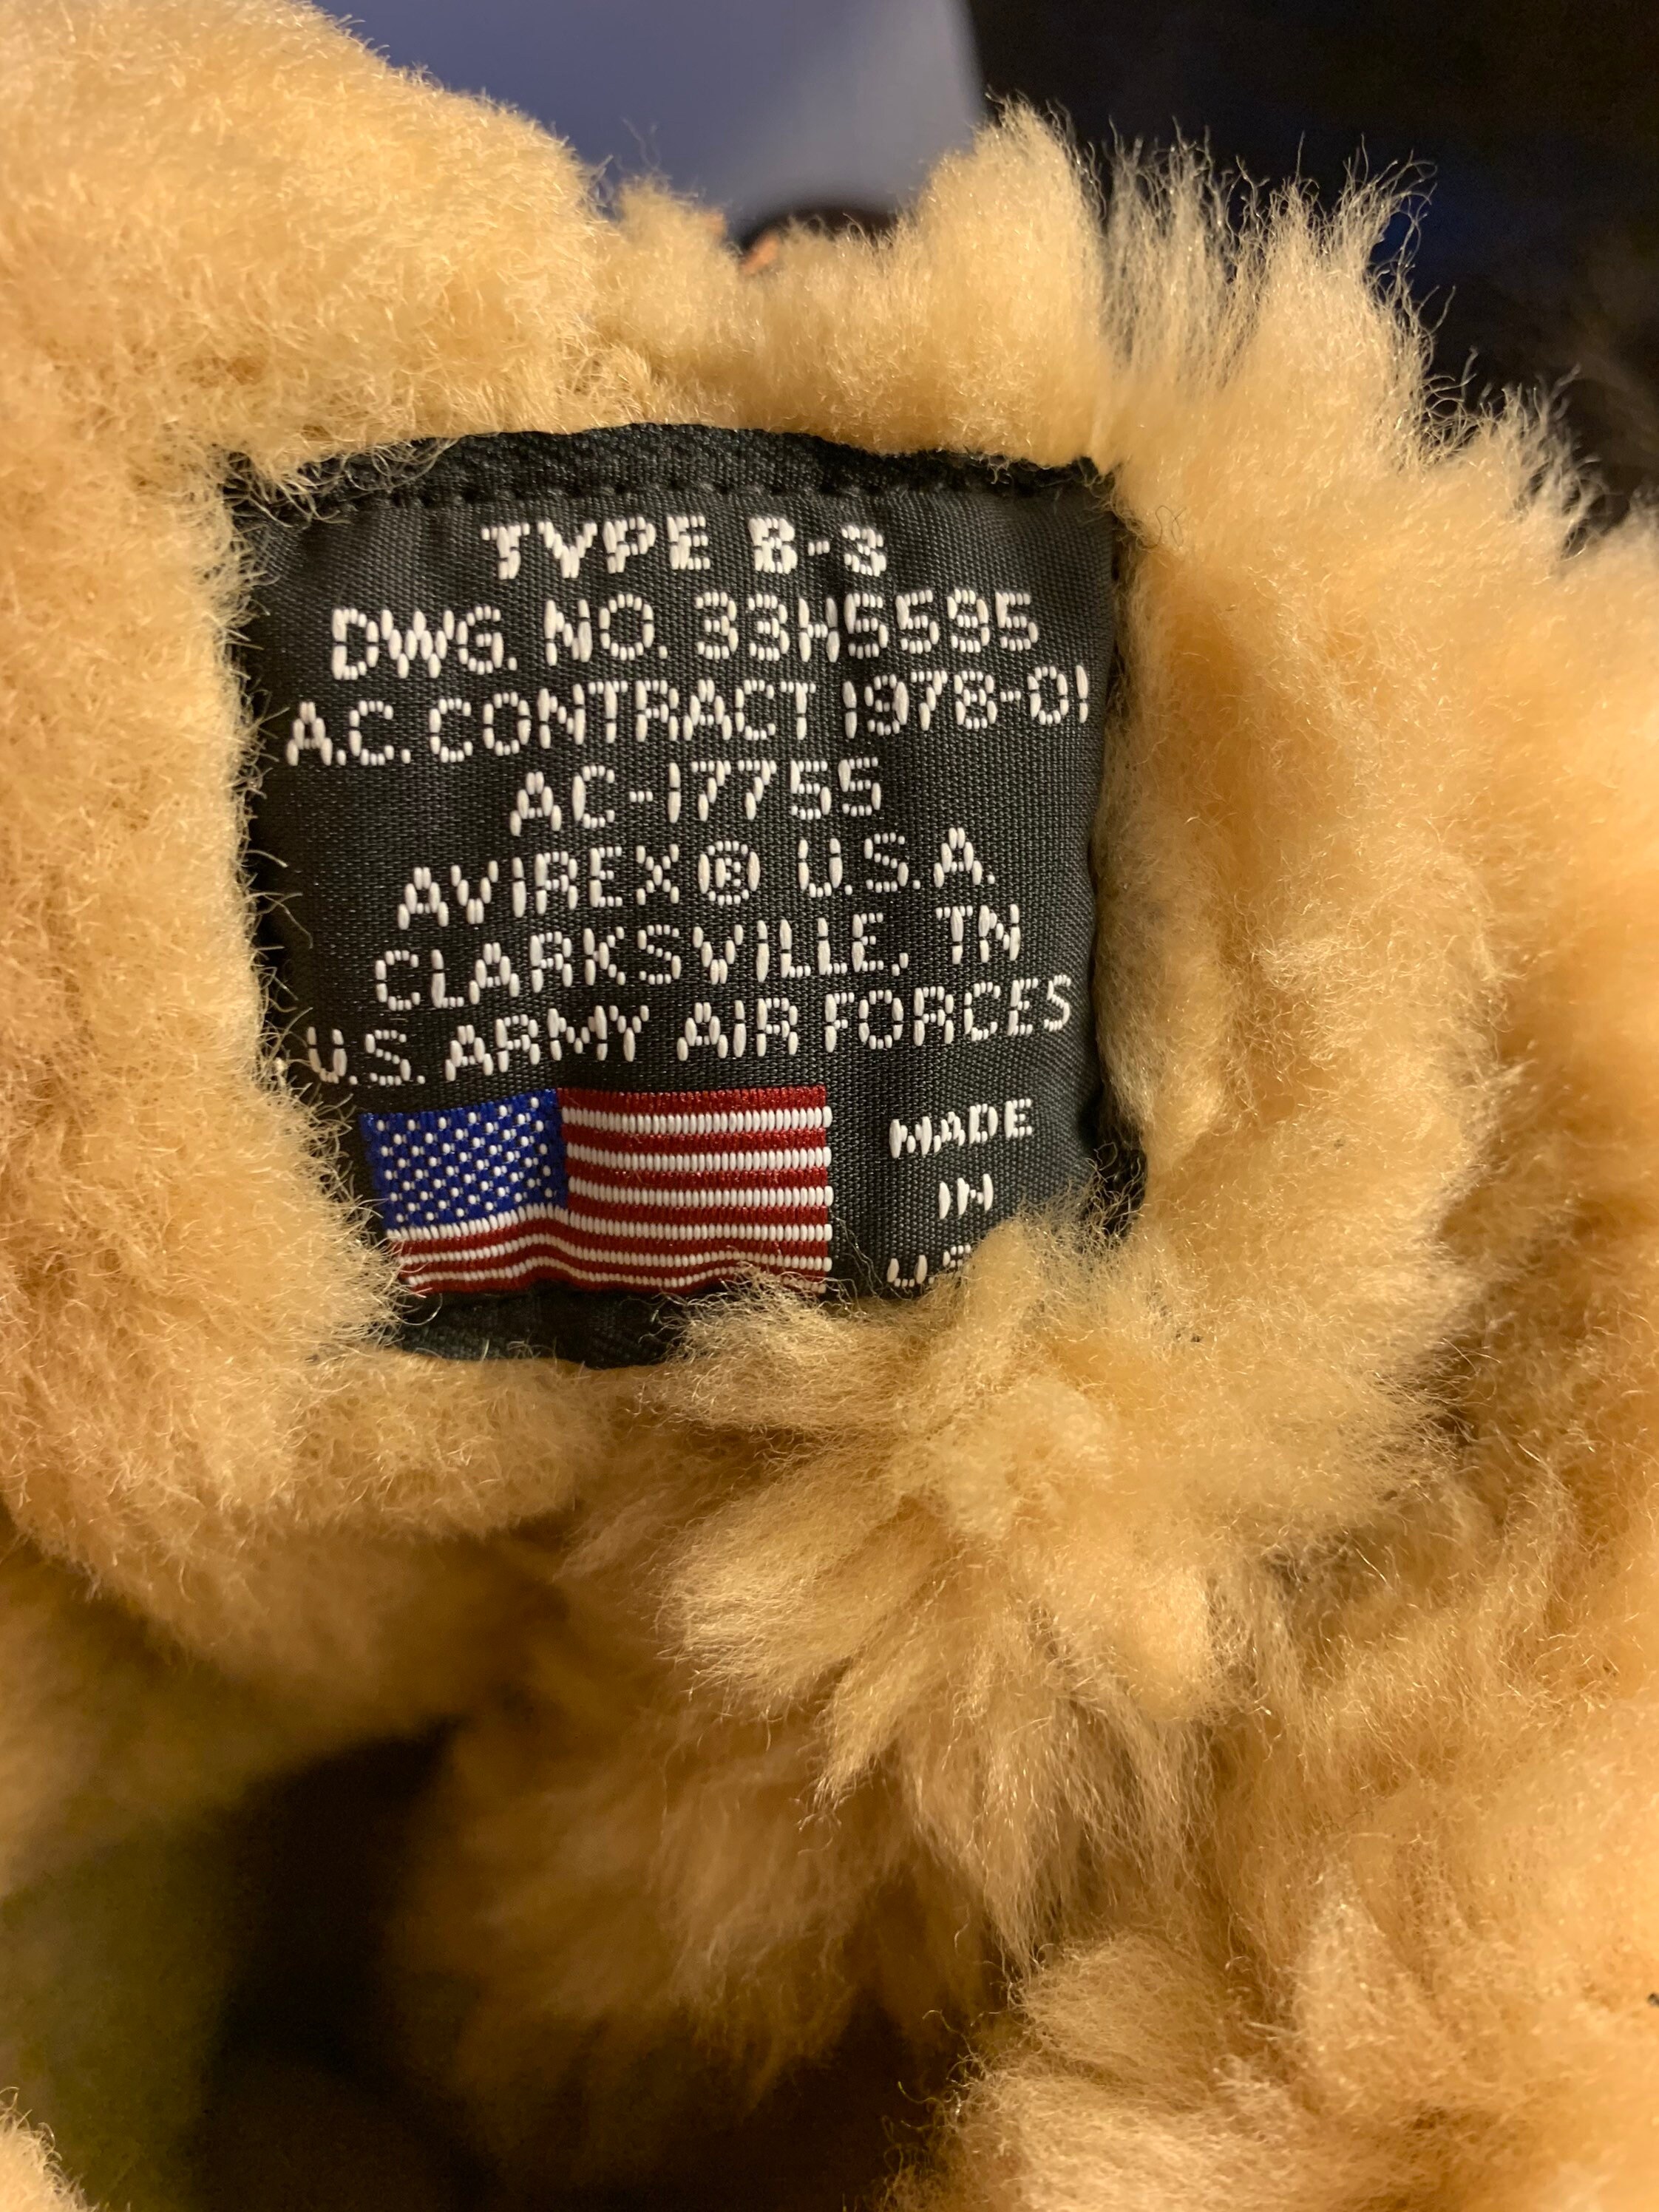 TYPE B-3
DWG. NO. 33H5595
A.C. CONTRACT 1978-01
AC-17755
AVIREX® U.S.A.
CLARKSVILLE, TN
U.S. ARMY AIR FORCES
MADE
IN